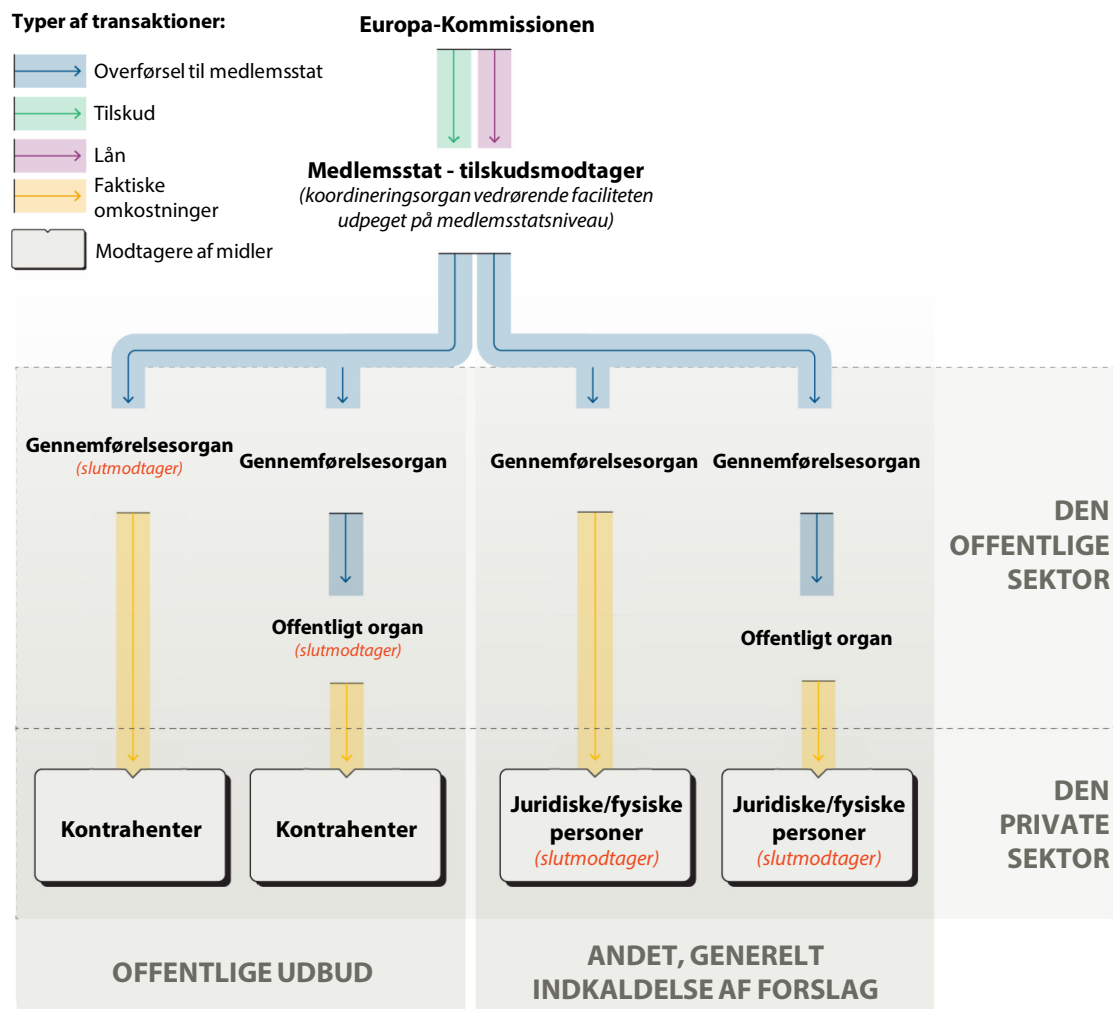 Typer af transaktioner:
Overførsel til medlemsstat
Tilskud
Lån
Faktiske
omkostninger
Modtagere af midler
Europa-Kommissionen
Medlemsstat - tilskudsmodtager
(koordineringsorgan vedrørende faciliteten
udpeget på medlemsstatsniveau)
Gennemførelsesorgan
(slutmodtager)
Gennemførelsesorgan
Gennemførelsesorgan
Gennemførelsesorgan
Offentligt organ
(slutmodtager)
Offentligt organ
DEN
OFFENTLIGE
SEKTOR
Kontrahenter
Kontrahenter
Juridiske/fysiske
personer
(slutmodtager)
Juridiske/fysiske
personer
(slutmodtager)
DEN
PRIVATE
SEKTOR
OFFENTLIGE UDBUD
ANDET, GENERELT
INDKALDELSE AF FORSLAG